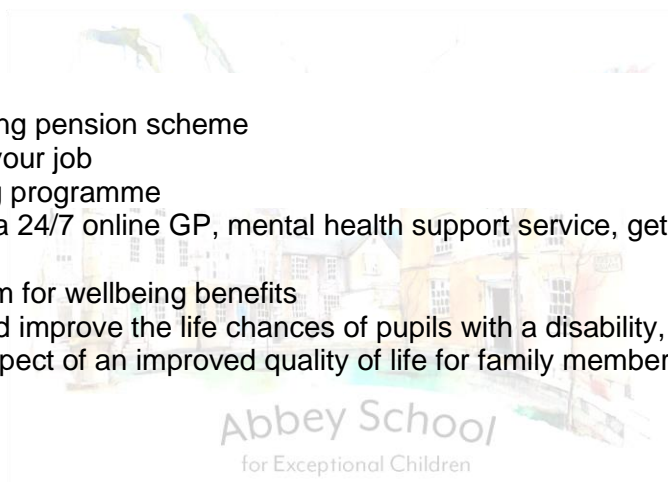 ng pension scheme
your job
g programme
a 24/7 online GP, mental health support service, get
m for wellbeing benefits
d improve the life chances of pupils with a disability,
pect of an improved quality of life for family member
Abbey School
for Exceptional Children